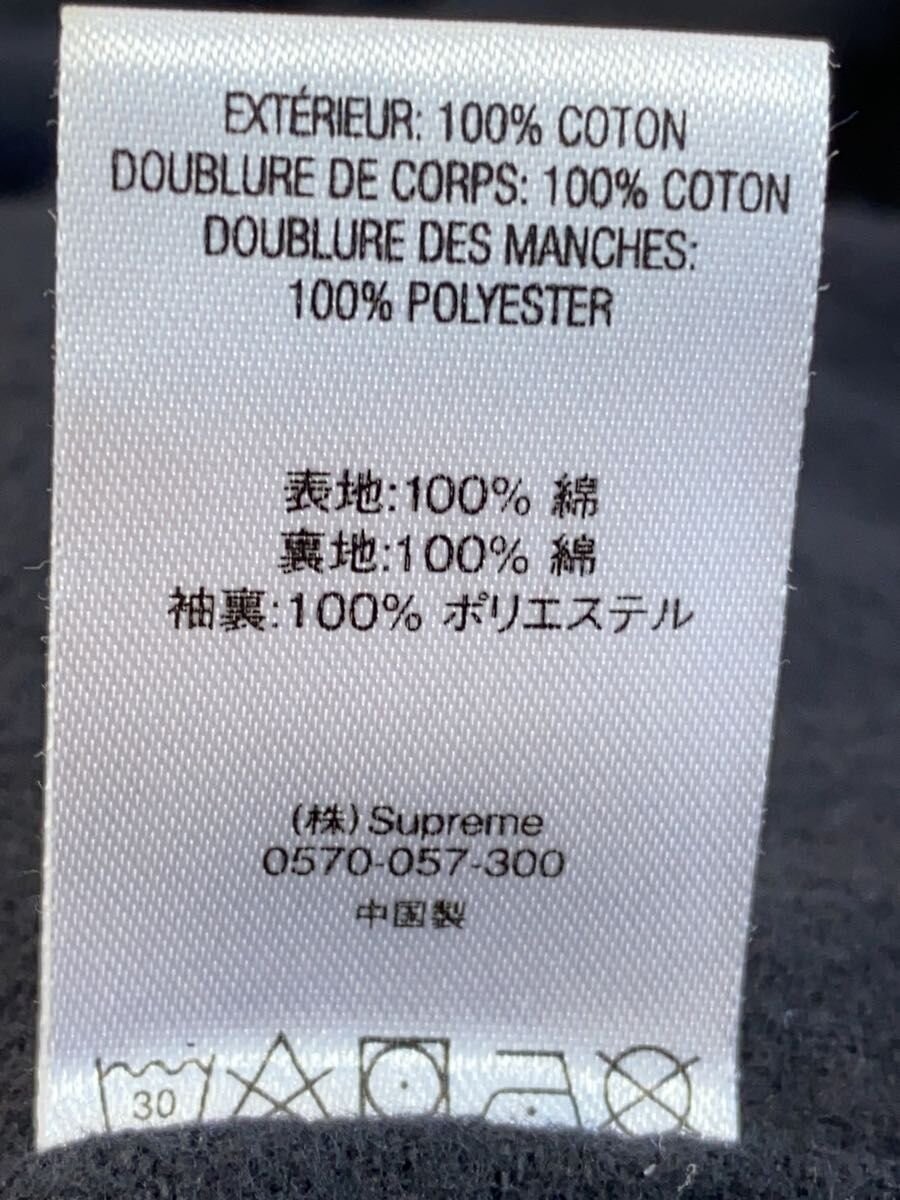 EXTÉRIEUR: 100% COTON
DOUBLURE DE CORPS: 100% COTON
DOUBLURE DES MANCHES:
100% POLYESTER
表地:100% 綿
裏地:100% 綿
袖裏:100% ポリエステル
(株) Supreme
0570-057-300
中国製
30